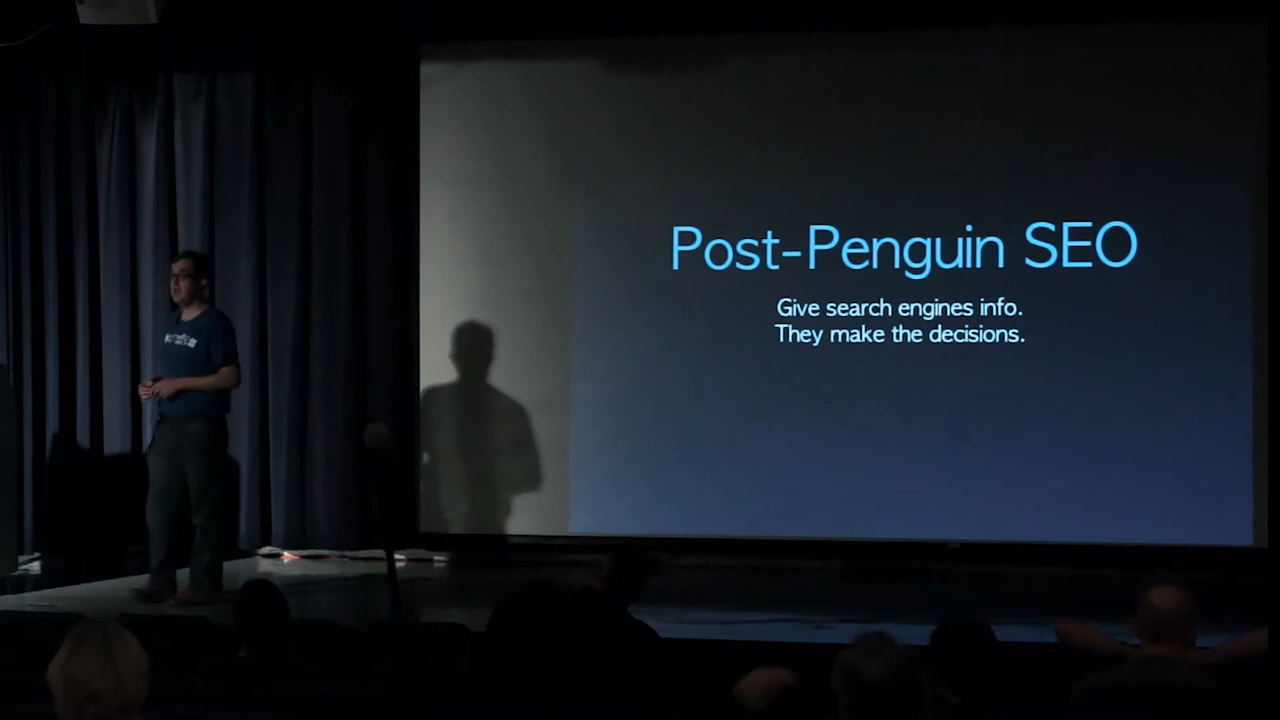 Post-Penguin SEO
Give search engines info.
They make the decisions.